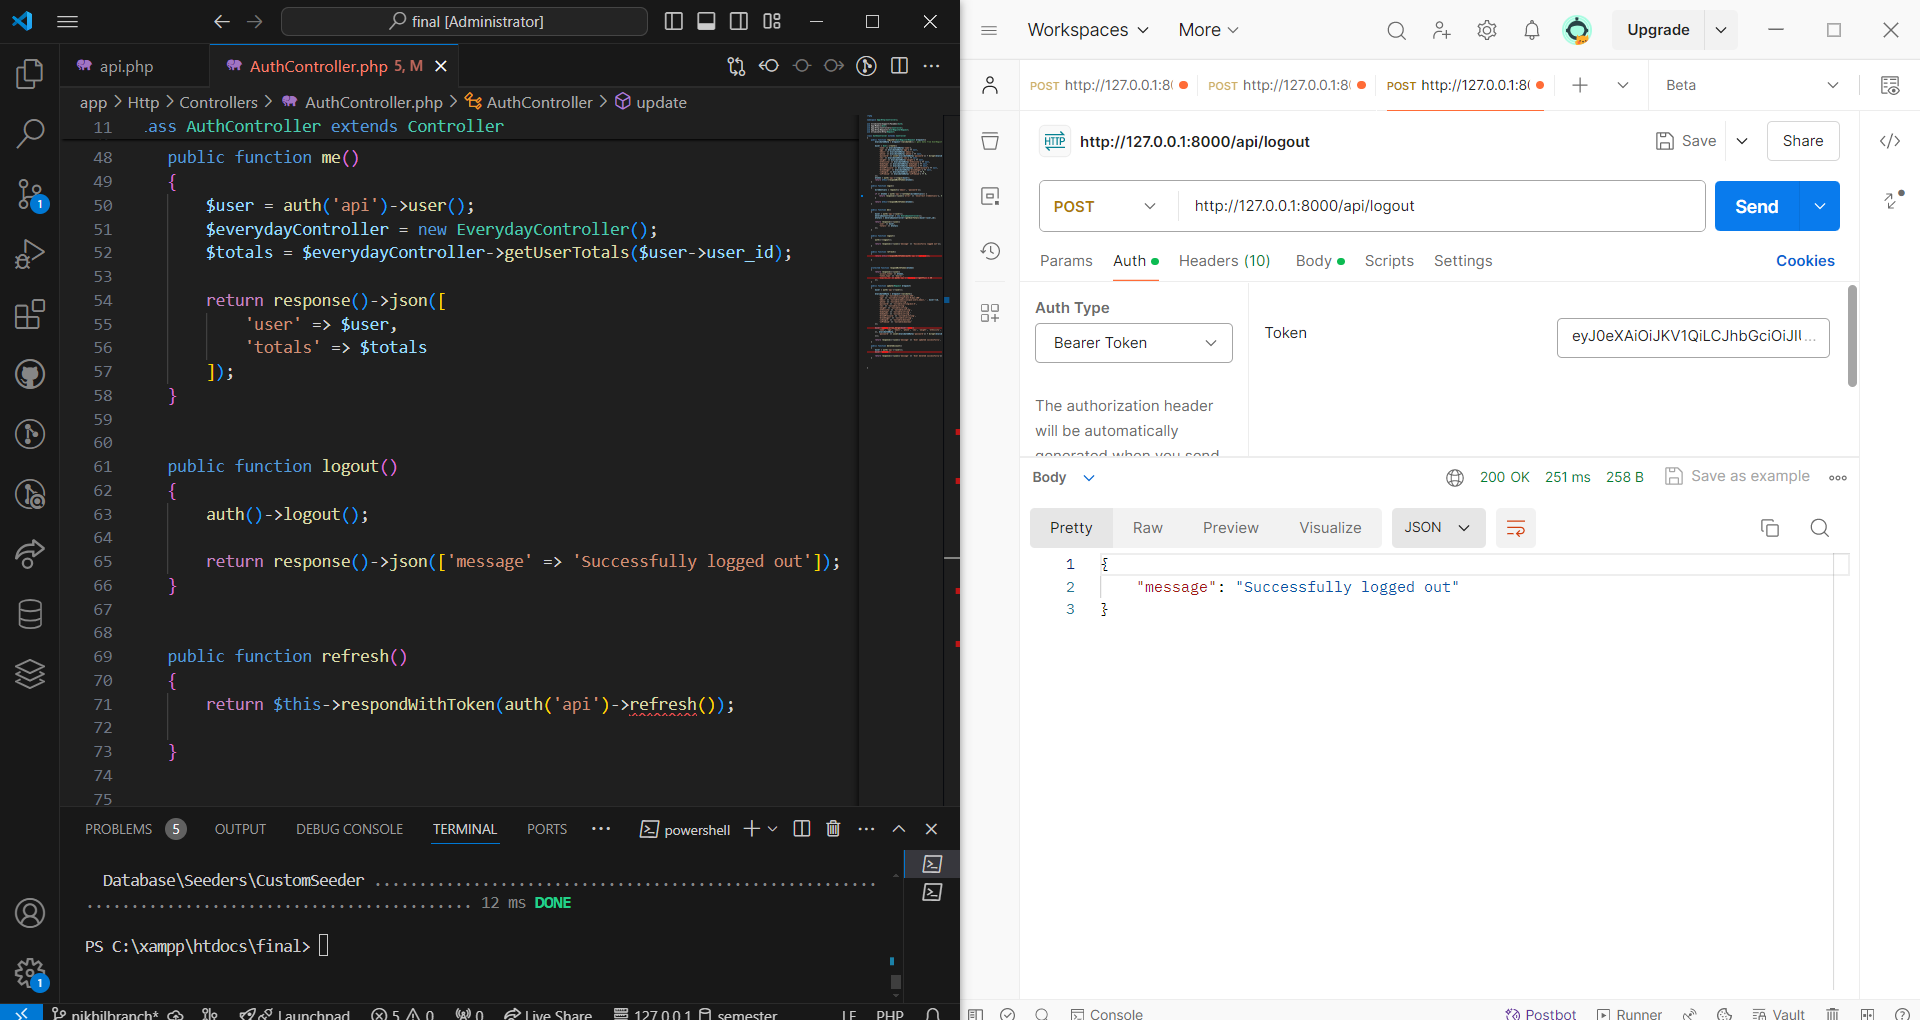 final [Administrator]
api.php
AuthController.php 5, M
app > Http > Controllers > AuthController.php > AuthController > update
11 .ass AuthController extends Controller
48 public function me()
49 {
50 $user = auth('api')->user();
51 $everydayController = new EverydayController();
52 $totals = $everydayController->getUserTotals($user->user_id);
53
54 return response()->json([
55 'user' => $user,
56 'totals' => $totals
57 ]);
58 }
59
60
61 public function logout()
62 {
63 auth()->logout();
64
65 return response()->json(['message' => 'Successfully logged out']);
66 }
67
68
69 public function refresh()
70 {
71 return $this->respondWithToken(auth('api')->refresh());
72
73 }
74
75
PROBLEMS 5 OUTPUT DEBUG CONSOLE TERMINAL PORTS ··· powershell
Database\Seeders\CustomSeeder ........................................................
........................................... 12 ms DONE
PS C:\xampp\htdocs\final>
1
1
nikhilbranch* Launchpad 5 0 0 Live Share 127.0.0.1 semester LF PHP
Workspaces More Upgrade
POST http://127.0.0.1:8( POST http://127.0.0.1:8( POST http://127.0.0.1:8( Beta
HTTP http://127.0.0.1:8000/api/logout Save Share
POST http://127.0.0.1:8000/api/logout Send
Params Auth Headers (10) Body Scripts Settings Cookies
Auth Type
Bearer Token
Token eyJ0eXAiOiJKV1QiLCJhbGciOiJIU...
The authorization header
will be automatically
generated when you send
Body 200 OK 251 ms 258 B Save as example
Pretty Raw Preview Visualize JSON
1 {
2 "message": "Successfully logged out"
3 }
Console Postbot Runner Vault